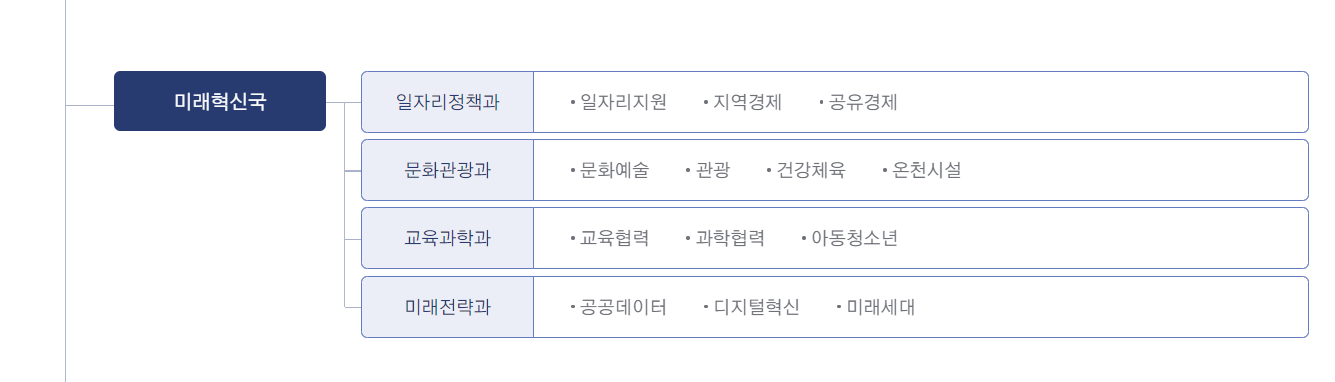 미래혁신국
일자리정책과 • 일자리지원 • 지역경제 • 공유경제
문화관광과 • 문화예술 • 관광 • 건강체육 • 온천시설
교육과학과 • 교육협력 • 과학협력 • 아동청소년
미래전략과 • 공공데이터 • 디지털혁신 • 미래세대